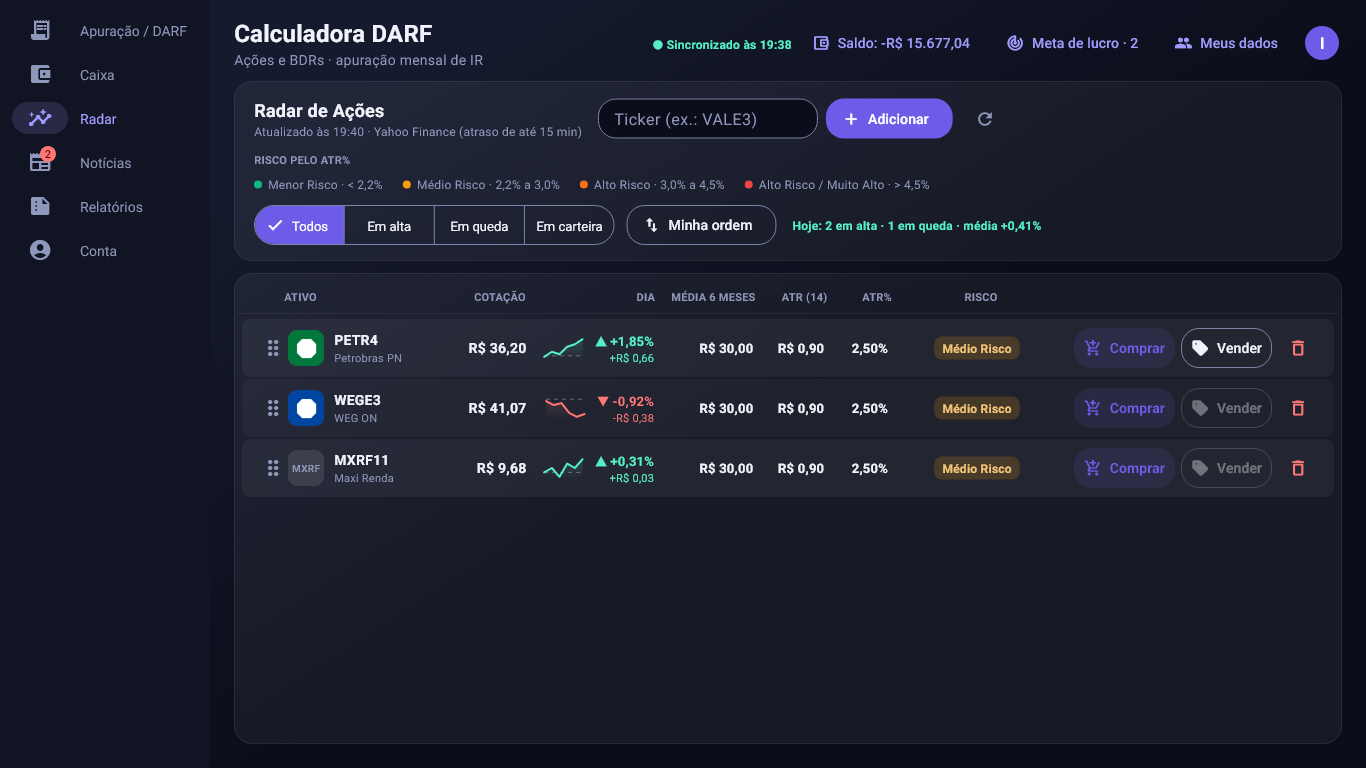 Apuração / DARF
Caixa
Radar
2
Notícias
Relatórios
Conta
Calculadora DARF
Ações e BDRs · apuração mensal de IR
Sincronizado às 19:38
Saldo: -R$ 15.677,04
Meta de lucro · 2
Meus dados
I
Radar de Ações
Atualizado às 19:40 · Yahoo Finance (atraso de até 15 min)
Ticker (ex.: VALE3)
Adicionar
RISCO PELO ATR%
Menor Risco · < 2,2%
Médio Risco · 2,2% a 3,0%
Alto Risco · 3,0% a 4,5%
Alto Risco / Muito Alto · > 4,5%
Todos
Em alta
Em queda
Em carteira
Minha ordem
Hoje: 2 em alta · 1 em queda · média +0,41%
ATIVO COTAÇÃO DIA MÉDIA 6 MESES ATR (14) ATR% RISCO
PETR4
Petrobras PN
R$ 36,20
+1,85%
+R$ 0,66
R$ 30,00
R$ 0,90
2,50%
Médio Risco
Comprar
Vender
WEGE3
WEG ON
R$ 41,07
-0,92%
-R$ 0,38
R$ 30,00
R$ 0,90
2,50%
Médio Risco
Comprar
Vender
MXRF
MXRF11
Maxi Renda
R$ 9,68
+0,31%
+R$ 0,03
R$ 30,00
R$ 0,90
2,50%
Médio Risco
Comprar
Vender